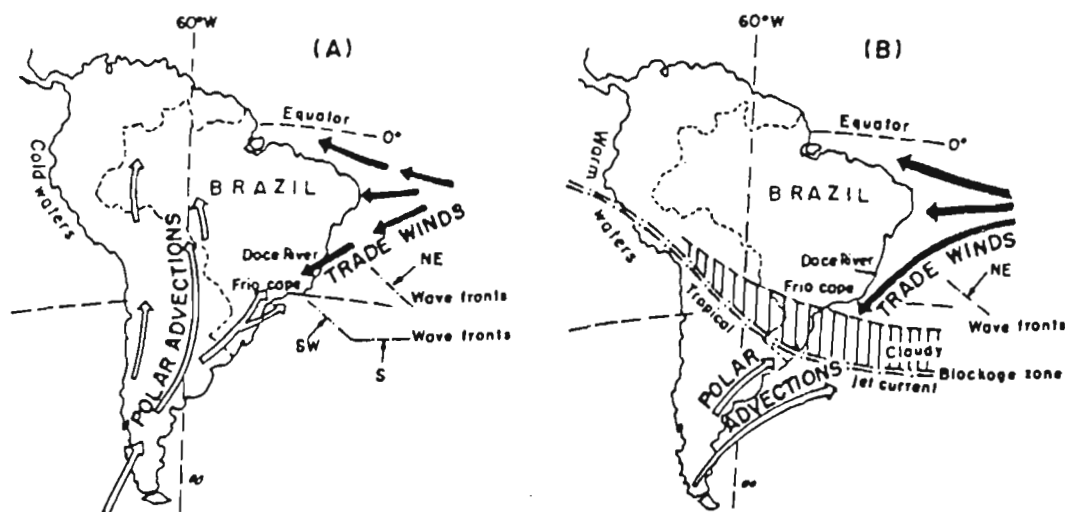 60°W
(A)
Equator
0°
Cold waters
BRAZIL
TRADE WINDS
Doce River
NE
Frio cape
Wave fronts
SW
Wave fronts
S
POLAR ADVECTIONS
60°W
(B)
Equator
0°
Warm waters
BRAZIL
Doce River
TRADE WINDS
NE
Frio cape
Wave fronts
Tropical
Cloudy
Blockage zone
Jet current
POLAR
ADVECTIONS